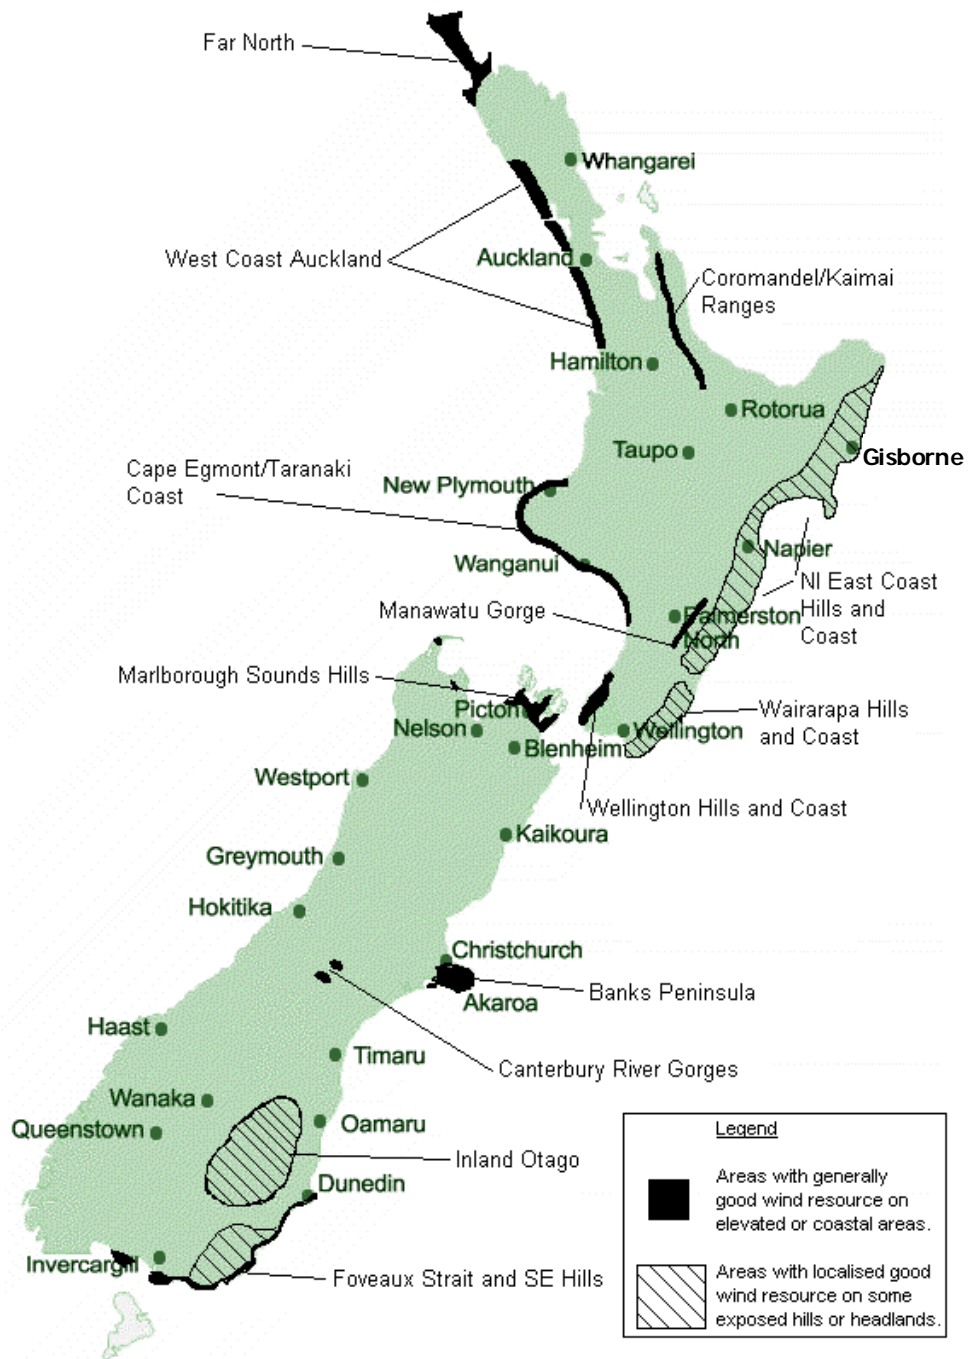 Far North
Whangarei
West Coast Auckland
Auckland
Coromandel/Kaimai
Ranges
Hamilton
Rotorua
Taupo
Gisborne
Cape Egmont/Taranaki
Coast
New Plymouth
Napier
Wanganui
NI East Coast
Hills and
Coast
Manawatu Gorge
Palmerston
North
Marlborough Sounds Hills
Picton
Nelson
Wellington
Wairarapa Hills
and Coast
Blenheim
Westport
Wellington Hills and Coast
Kaikoura
Greymouth
Hokitika
Christchurch
Banks Peninsula
Akaroa
Haast
Timaru
Canterbury River Gorges
Wanaka
Queenstown
Oamaru
Inland Otago
Dunedin
Invercargill
Foveaux Strait and SE Hills
Legend
Areas with generally
good wind resource on
elevated or coastal areas.
Areas with localised good
wind resource on some
exposed hills or headlands.